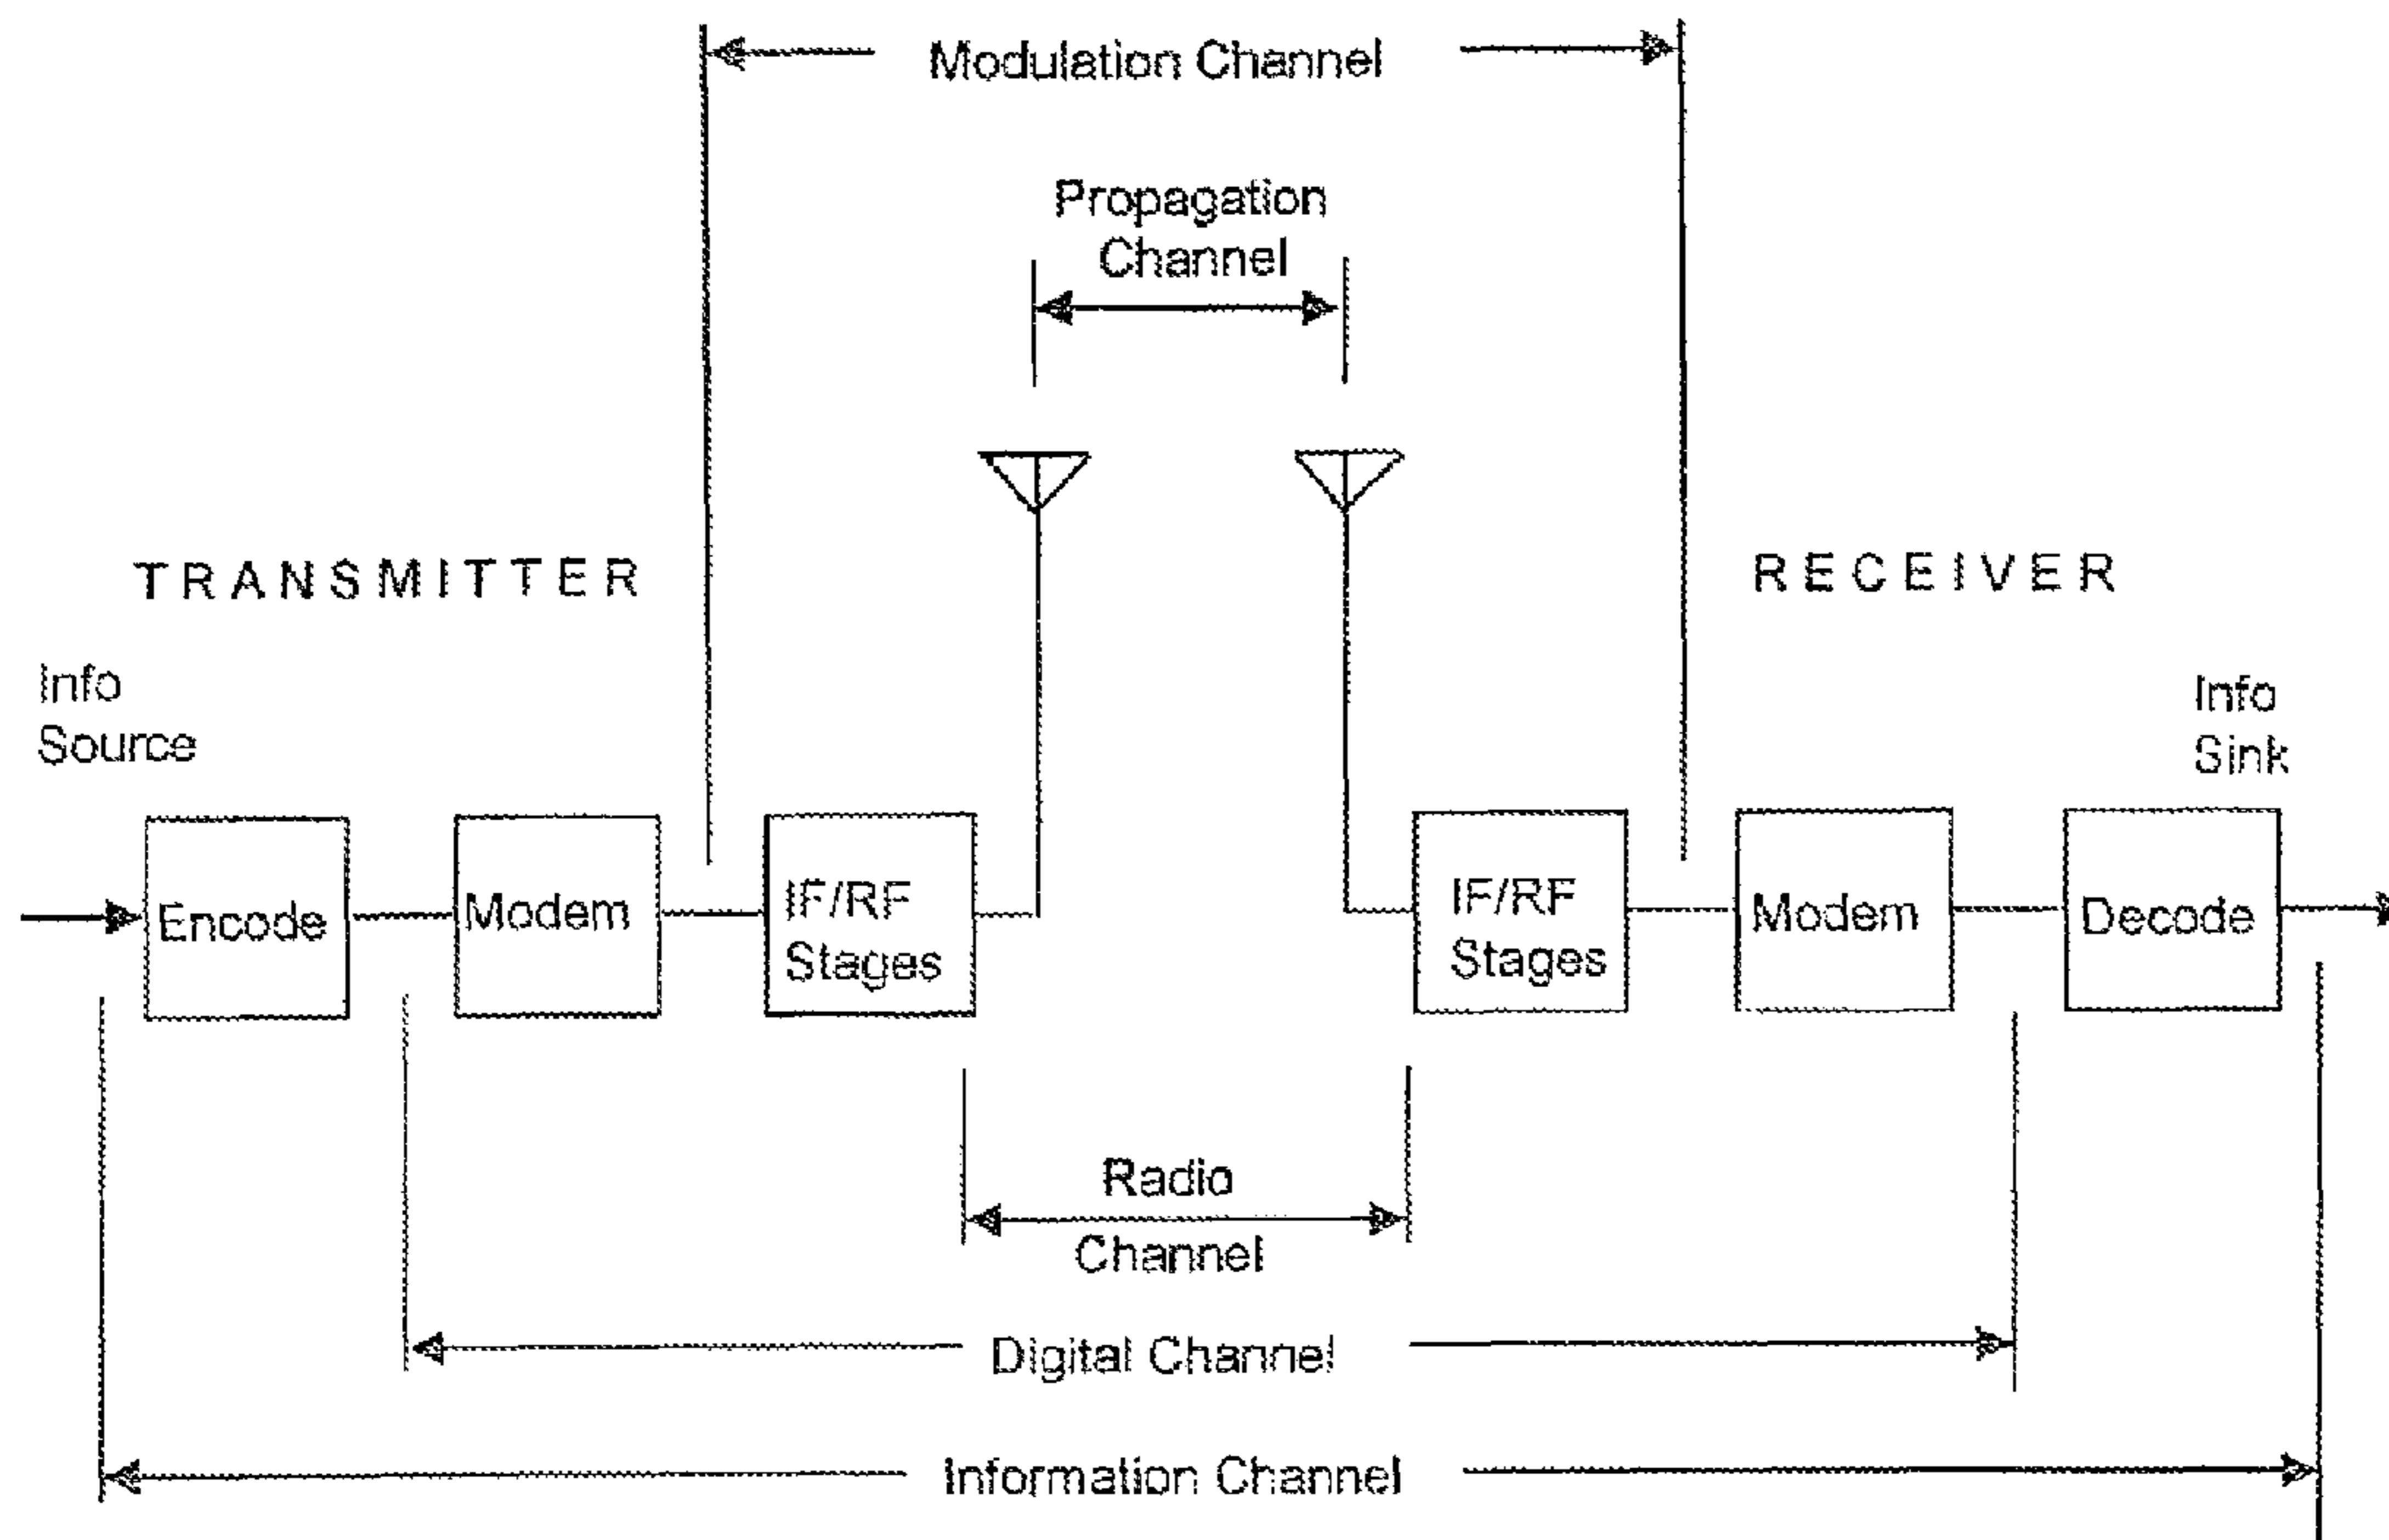 Modulation Channel
Propagation
Channel
TRANSMITTER
RECEIVER
Info
Source
Info
Sink
Encode
Modem
IF/RF
Stages
IF/RF
Stages
Modem
Decode
Radio
Channel
Digital Channel
Information Channel